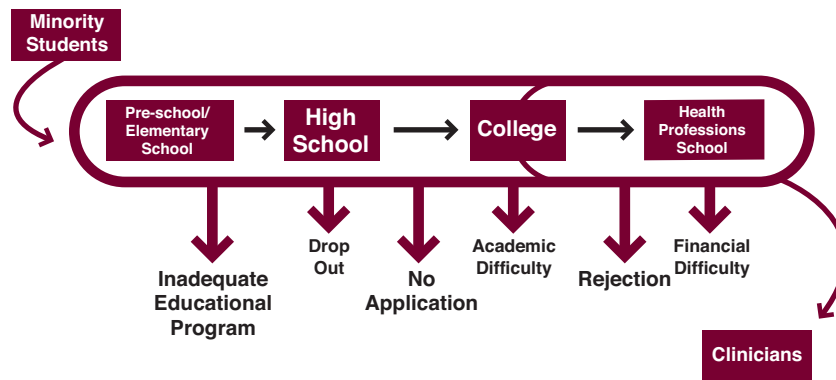 Minority
Students
Pre-school/
Elementary
School
High
School
College
Health
Professions
School
Inadequate
Educational
Program
Drop
Out
No
Application
Academic
Difficulty
Rejection
Financial
Difficulty
Clinicians